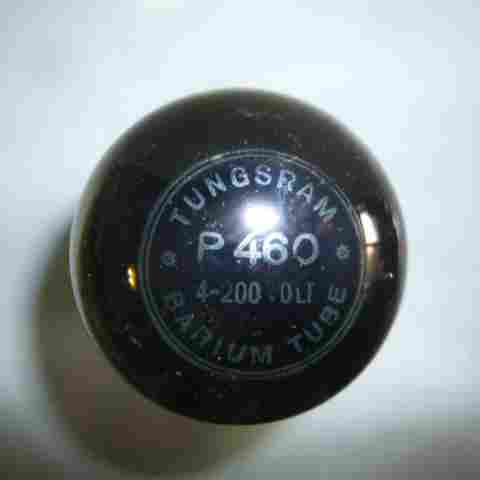 TUNGSRAM
P 460
4-200 VOLT
BARIUM TUBE